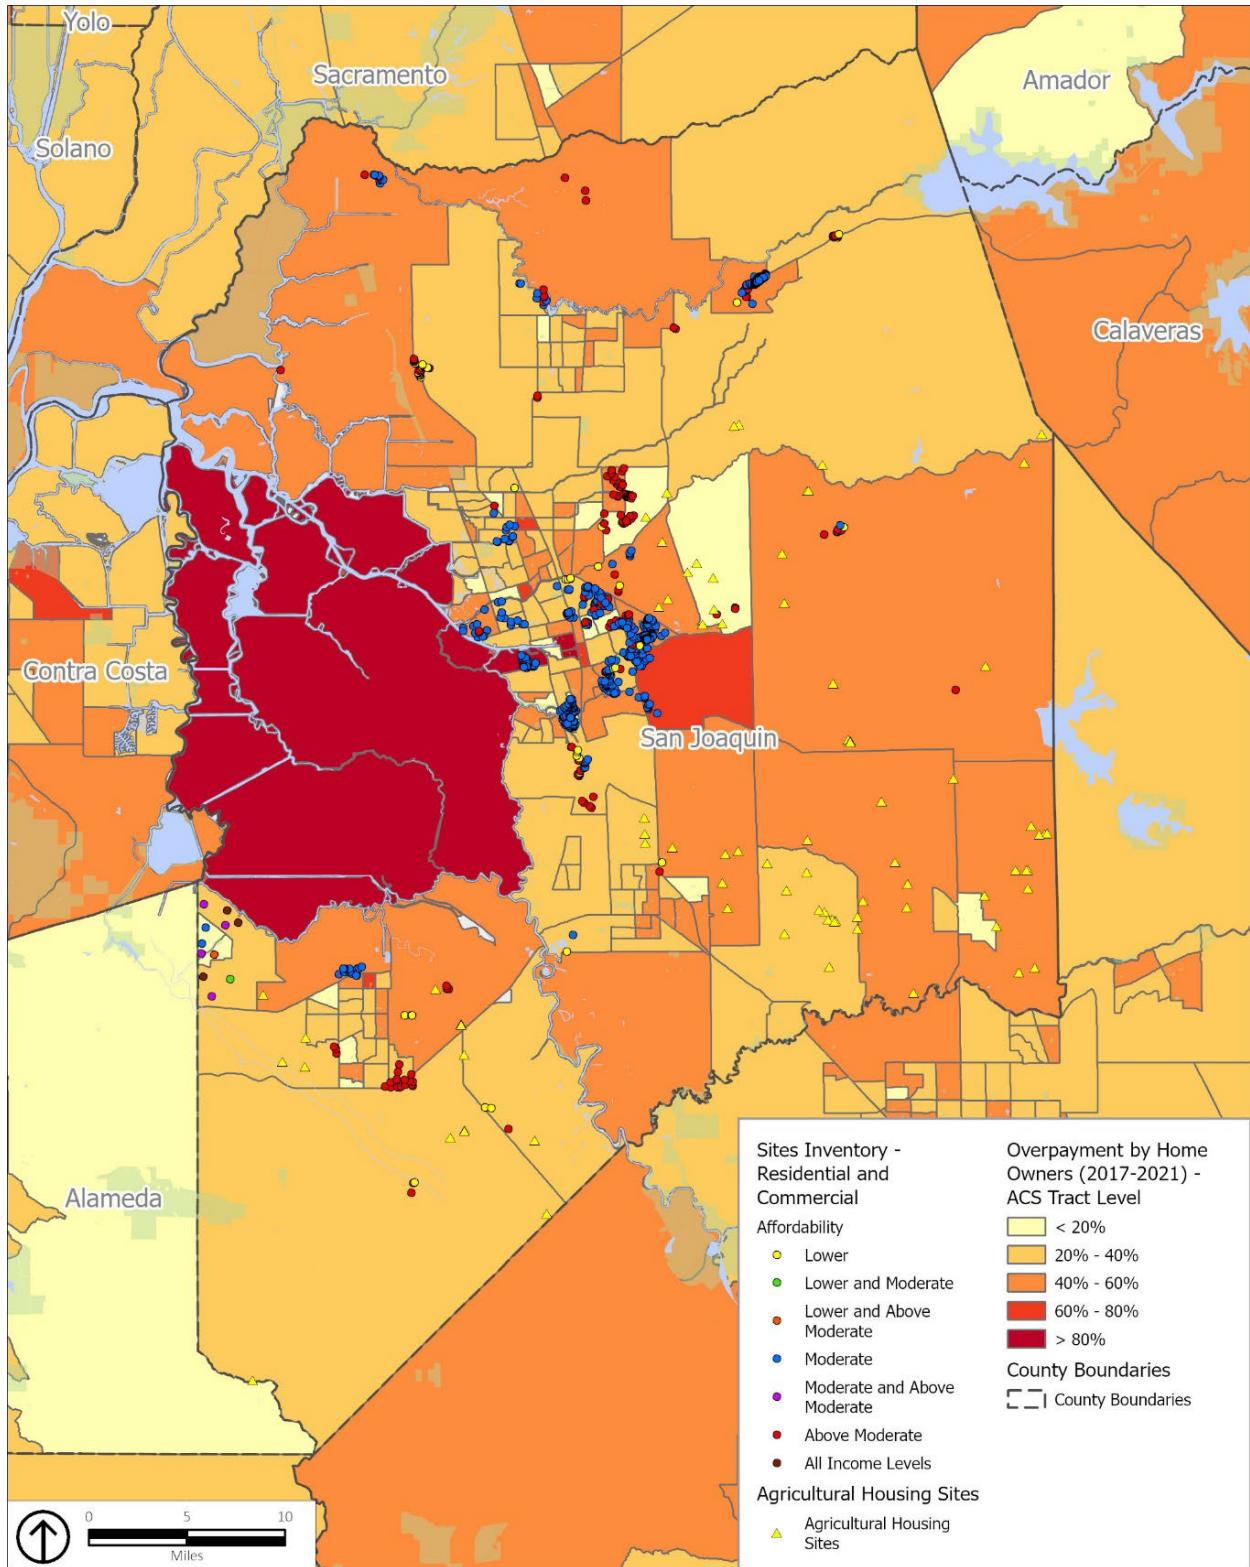 Yolo
Sacramento
Amador
Solano
Calaveras
Contra Costa
San Joaquin
Alameda
Sites Inventory -
Residential and
Commercial
Affordability
Lower
Lower and Moderate
Lower and Above
Moderate
Moderate
Moderate and Above
Moderate
Above Moderate
All Income Levels
Agricultural Housing Sites
Agricultural Housing
Sites
Overpayment by Home
Owners (2017-2021) -
ACS Tract Level
< 20%
20% - 40%
40% - 60%
60% - 80%
> 80%
County Boundaries
County Boundaries
0 5 10
Miles